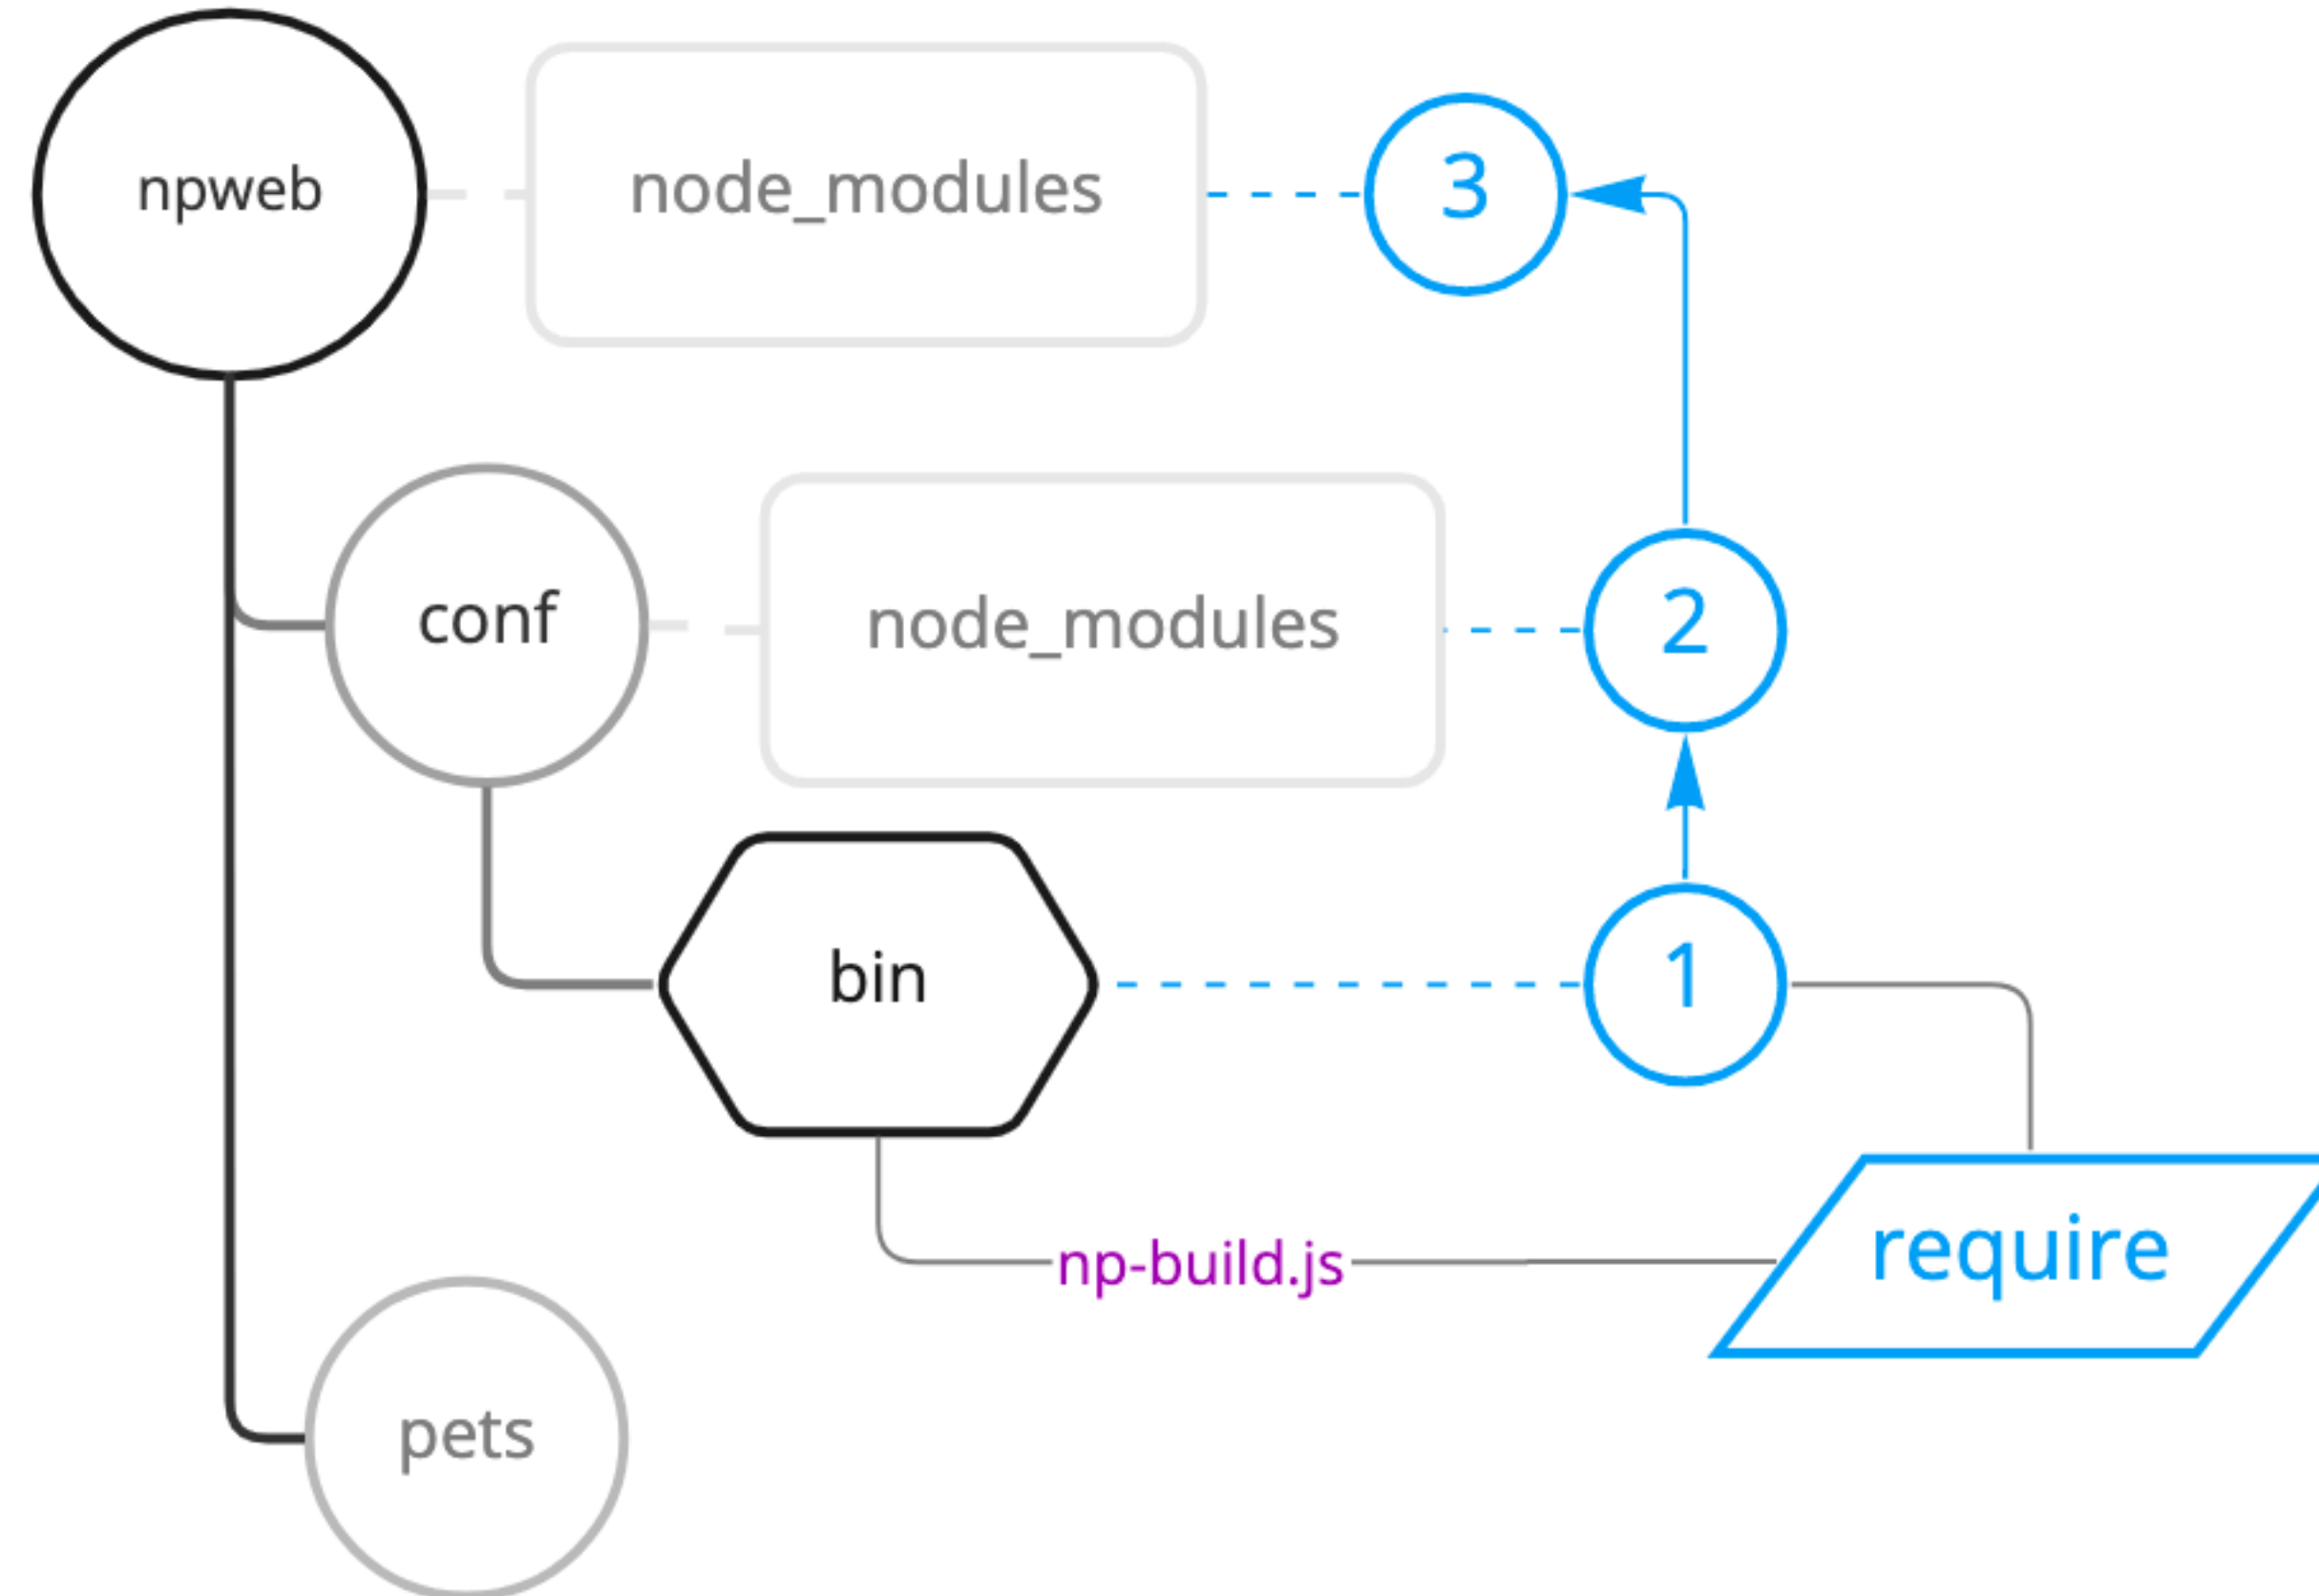 npweb
node_modules
3
conf
node_modules
2
bin
1
np-build.js
require
pets